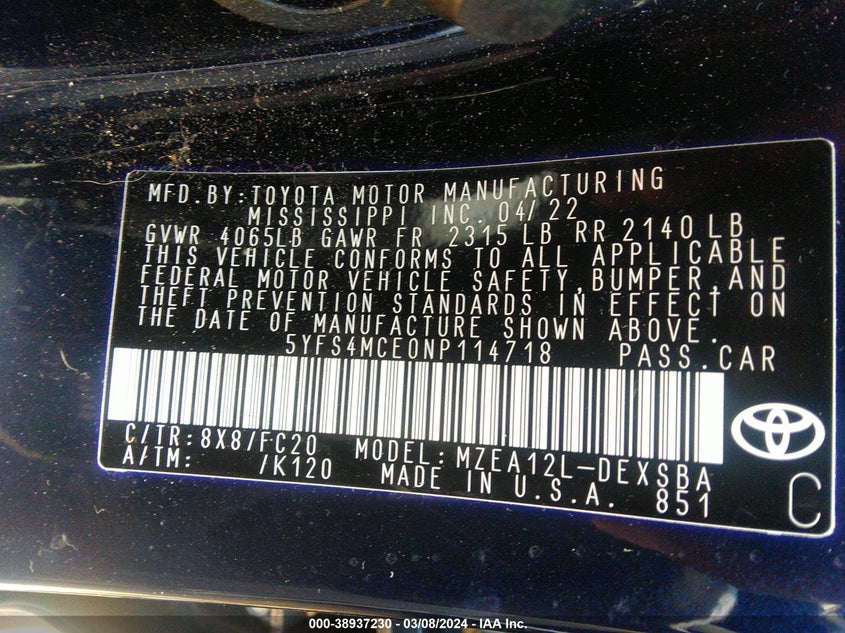 MFD.BY:TOYOTA MOTOR MANUFACTURING
MISSISSIPPI INC. 04/22
GVWR 4065LB GAWR FR 2315 LB RR 2140 LB
THIS VEHICLE CONFORMS TO ALL APPLICABLE
FEDERAL MOTOR VEHICLE SAFETY,BUMPER,AND
THEFT PREVENTION STANDARDS IN EFFECT ON
THE DATE OF MANUFACTURE SHOWN ABOVE.
5YFS4MCE0NP114718 PASS.CAR
C/TR:8X8/FC20 MODEL:MZEA12L-DEXSBA
A/TM: /K120 MADE IN U.S.A. 851
C
000-38937230 - 03/08/2024 - IAA Inc.